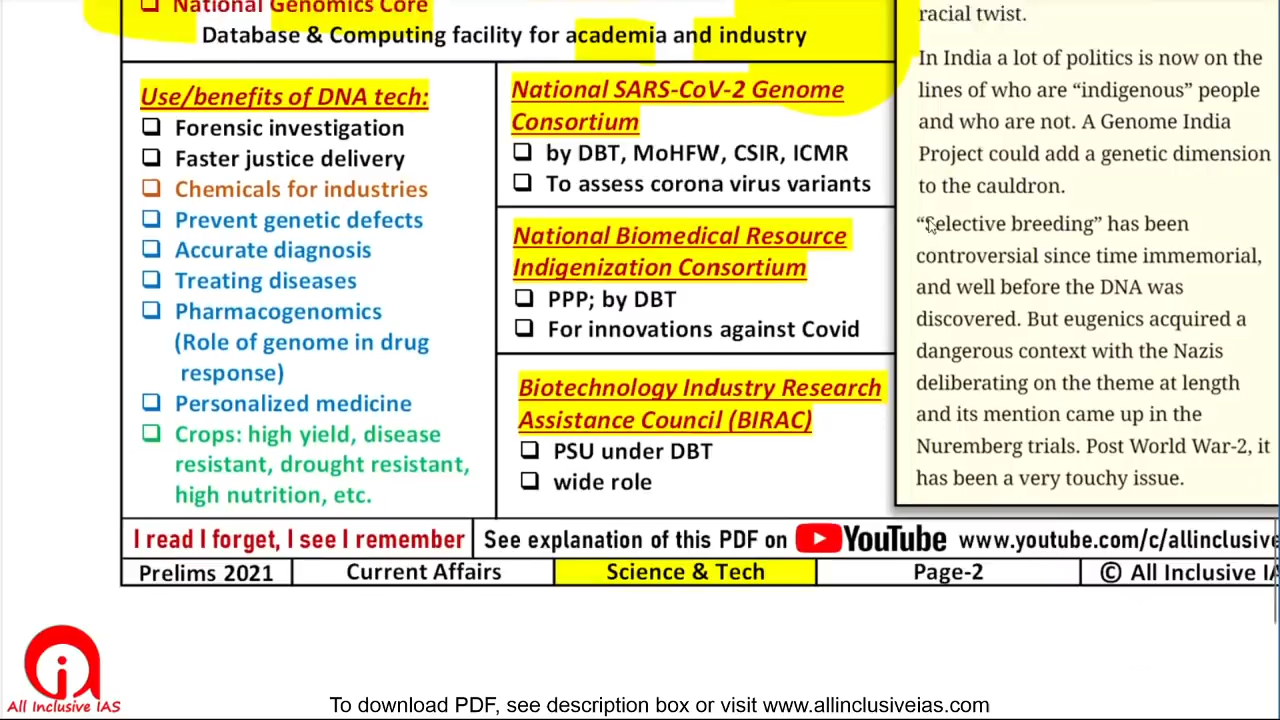 National Genomics Core
Database & Computing facility for academia and industry
Use/benefits of DNA tech:
Forensic investigation
Faster justice delivery
Chemicals for industries
Prevent genetic defects
Accurate diagnosis
Treating diseases
Pharmacogenomics
(Role of genome in drug
response)
Personalized medicine
Crops: high yield, disease
resistant, drought resistant,
high nutrition, etc.
National SARS-CoV-2 Genome
Consortium
by DBT, MoHFW, CSIR, ICMR
To assess corona virus variants
National Biomedical Resource
Indigenization Consortium
PPP; by DBT
For innovations against Covid
Biotechnology Industry Research
Assistance Council (BIRAC)
PSU under DBT
wide role
racial twist.
In India a lot of politics is now on the
lines of who are “indigenous” people
and who are not. A Genome India
Project could add a genetic dimension
to the cauldron.
“Selective breeding” has been
controversial since time immemorial,
and well before the DNA was
discovered. But eugenics acquired a
dangerous context with the Nazis
deliberating on the theme at length
and its mention came up in the
Nuremberg trials. Post World War-2, it
has been a very touchy issue.
I read I forget, I see I remember
See explanation of this PDF on YouTube www.youtube.com/c/allinclusive
Prelims 2021 Current Affairs Science & Tech Page-2 © All Inclusive IA
All Inclusive IAS
To download PDF, see description box or visit www.allinclusiveias.com